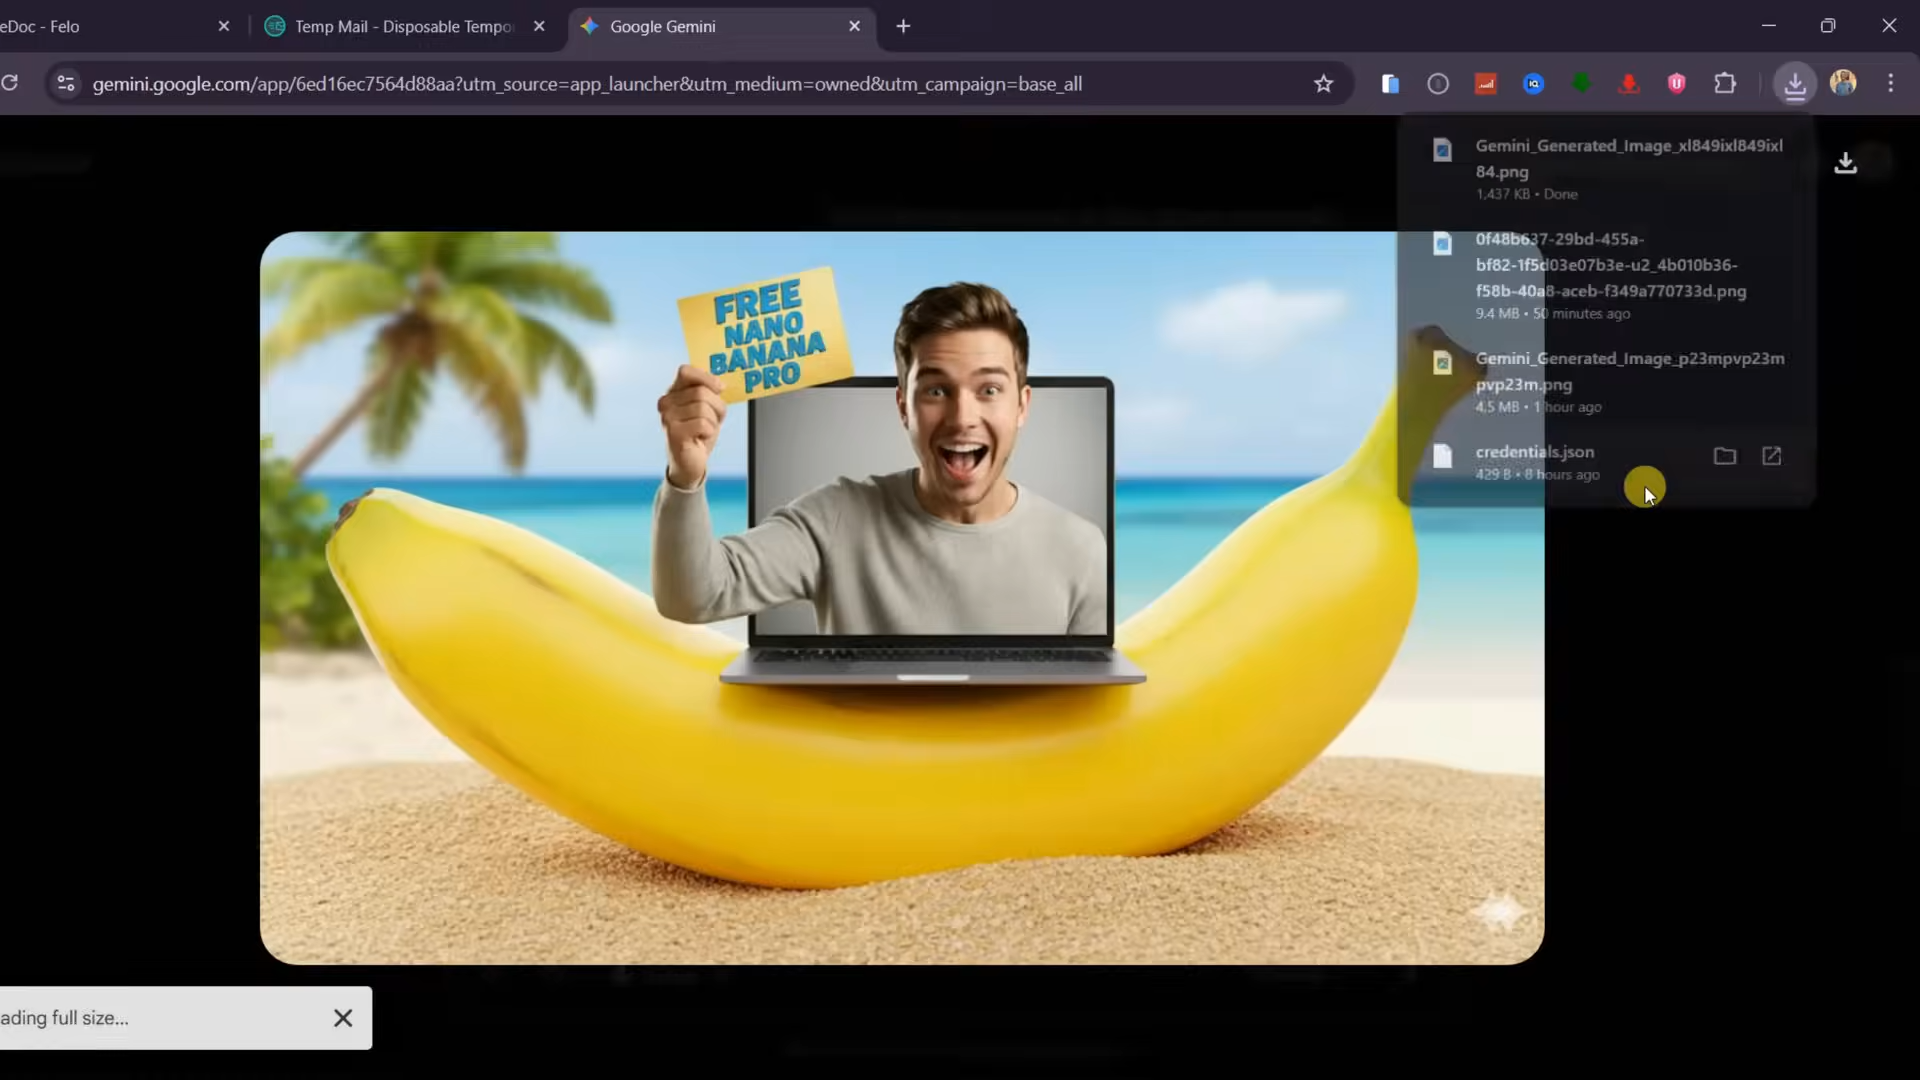 eDoc - Felo
Temp Mail - Disposable Tempo
Google Gemini
gemini.google.com/app/6ed16ec7564d88aa?utm_source=app_launcher&utm_medium=owned&utm_campaign=base_all
Gemini_Generated_Image_xl849ixl849ixl
84.png
1,437 KB • Done
0f48b637-29bd-455a-
bf82-1f5d03e07b3e-u2_4b010b36-
f58b-40a8-aceb-f349a770733d.png
9.4 MB • 50 minutes ago
Gemini_Generated_Image_p23mpvp23m
pvp23m.png
4.5 MB • 1 hour ago
credentials.json
429 B • 8 hours ago
FREE
NANO
BANANA
PRO
ading full size...